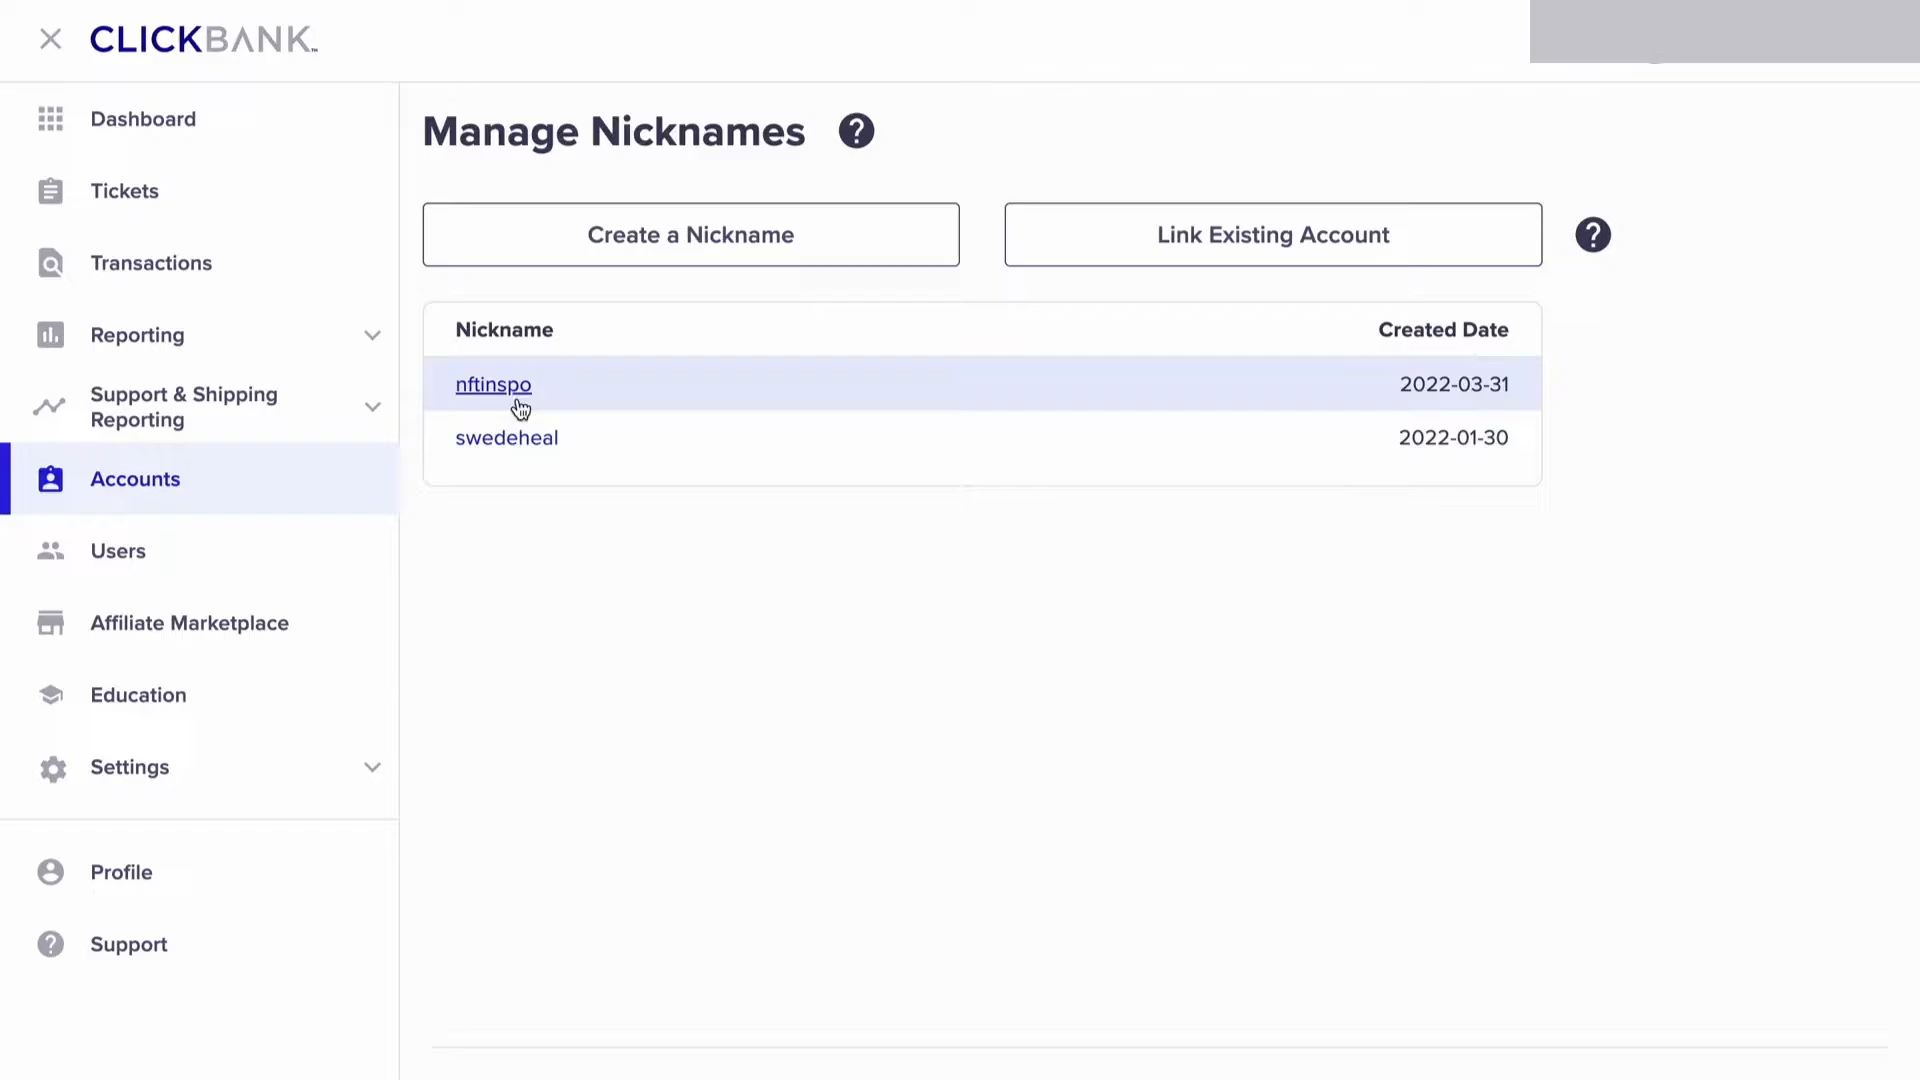 CLICKBANK™
Dashboard
Tickets
Transactions
Reporting
Support & Shipping
Reporting
Accounts
Users
Affiliate Marketplace
Education
Settings
Profile
Support
Manage Nicknames ?
Create a Nickname
Link Existing Account ?
Nickname Created Date
nftinspo 2022-03-31
swedeheal 2022-01-30